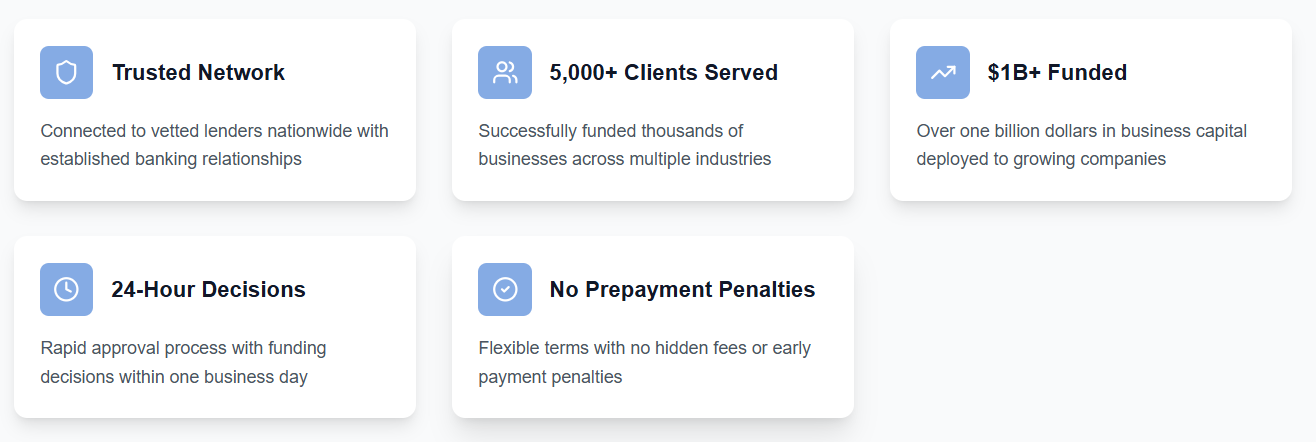 Trusted Network
Connected to vetted lenders nationwide with
established banking relationships
5,000+ Clients Served
Successfully funded thousands of
businesses across multiple industries
$1B+ Funded
Over one billion dollars in business capital
deployed to growing companies
24-Hour Decisions
Rapid approval process with funding
decisions within one business day
No Prepayment Penalties
Flexible terms with no hidden fees or early
payment penalties